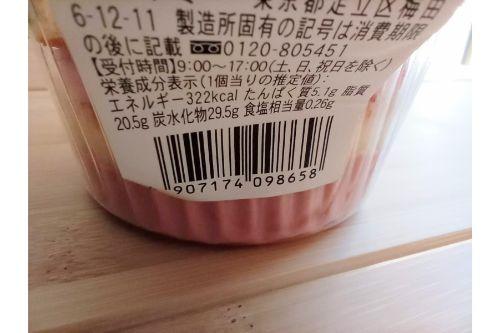 東京都足立区梅田
6-12-11 製造所固有の記号は消費期限
の後に記載 0120-805451
【受付時間】9:00～17:00(土、日、祝日を除く)
栄養成分表示(1個当りの推定値):
エネルギー322kcal たんぱく質5.1g 脂質
20.5g 炭水化物29.5g 食塩相当量0.26g
907174 098658